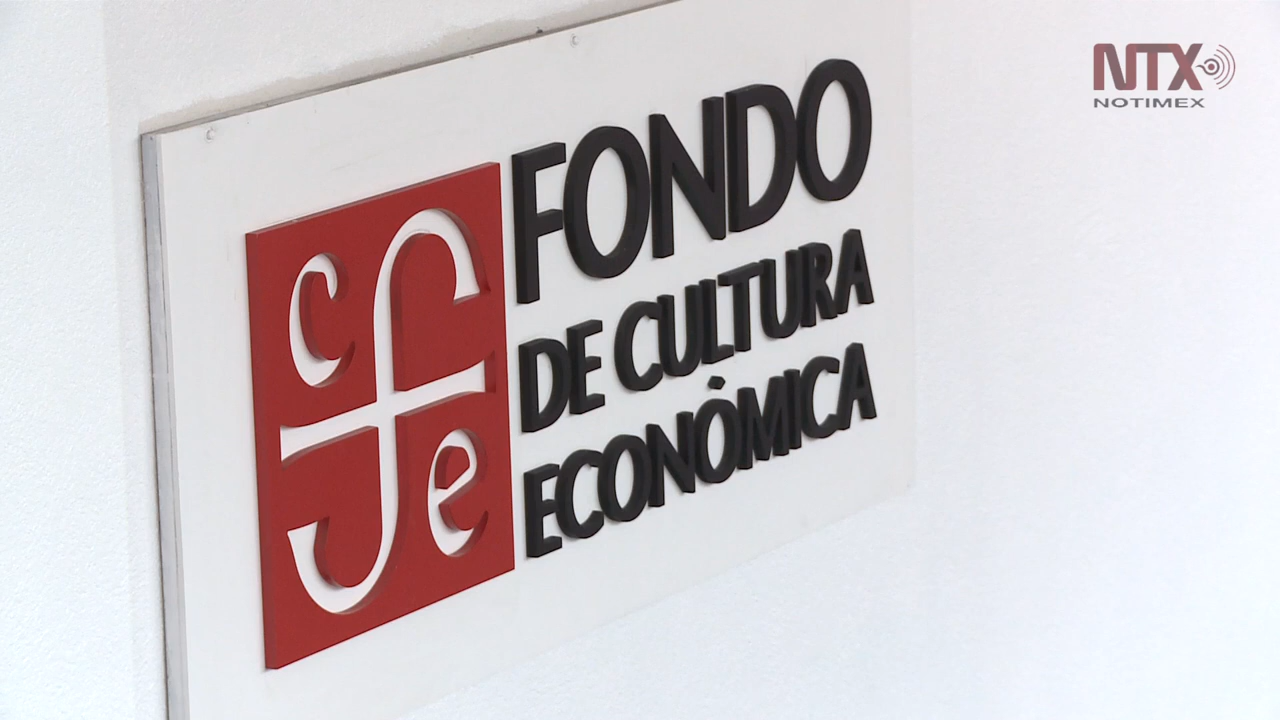 NTX
NOTIMEX
cfe
FONDO
DE CULTURA
ECONÓMICA